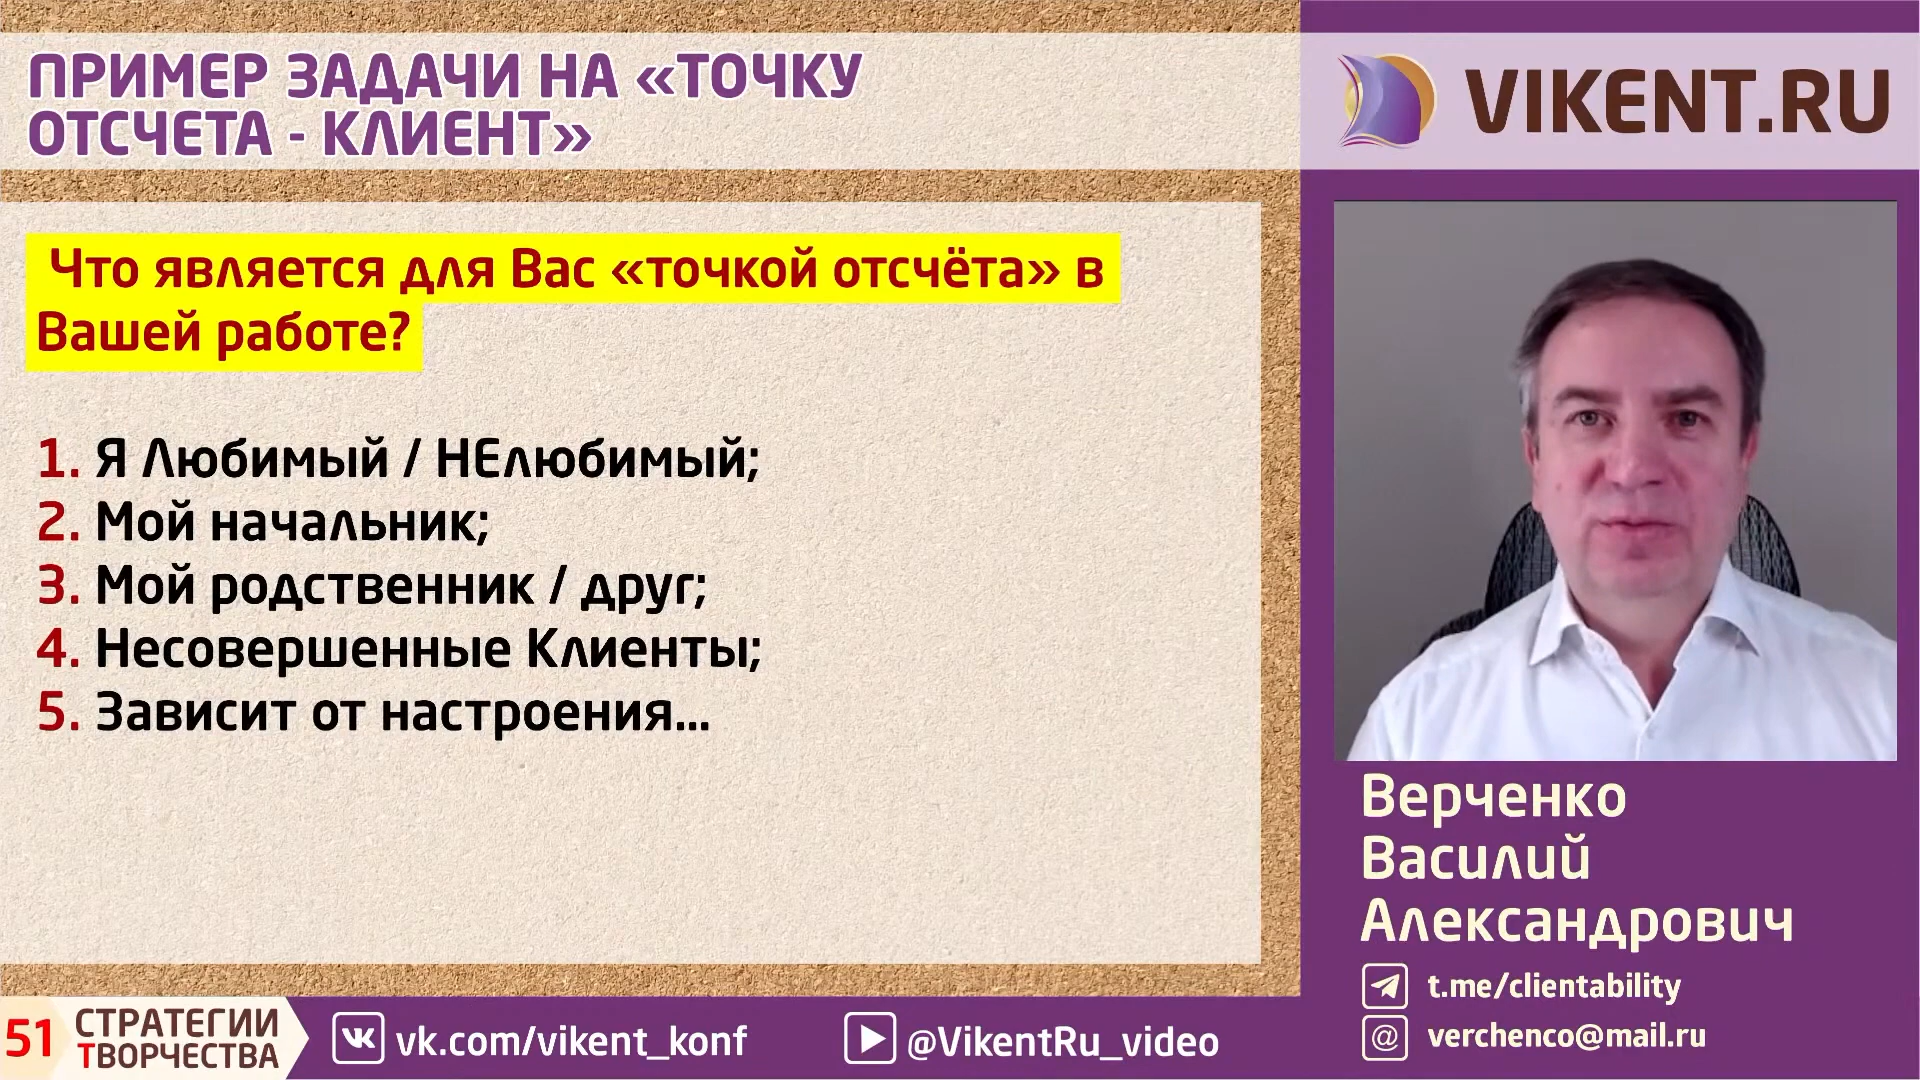 ПРИМЕР ЗАДАЧИ НА «ТОЧКУ
ОТСЧЕТА - КЛИЕНТ»
VIKENT.RU
Что является для Вас «точкой отсчёта» в
Вашей работе?
1. Я Любимый / НЕлюбимый;
2. Мой начальник;
3. Мой родственник / друг;
4. Несовершенные Клиенты;
5. Зависит от настроения...
Верченко
Василий
Александрович
t.me/clientability
verchenco@mail.ru
51 СТРАТЕГИИ
ТВОРЧЕСТВА
vk.com/vikent_konf
@VikentRu_video